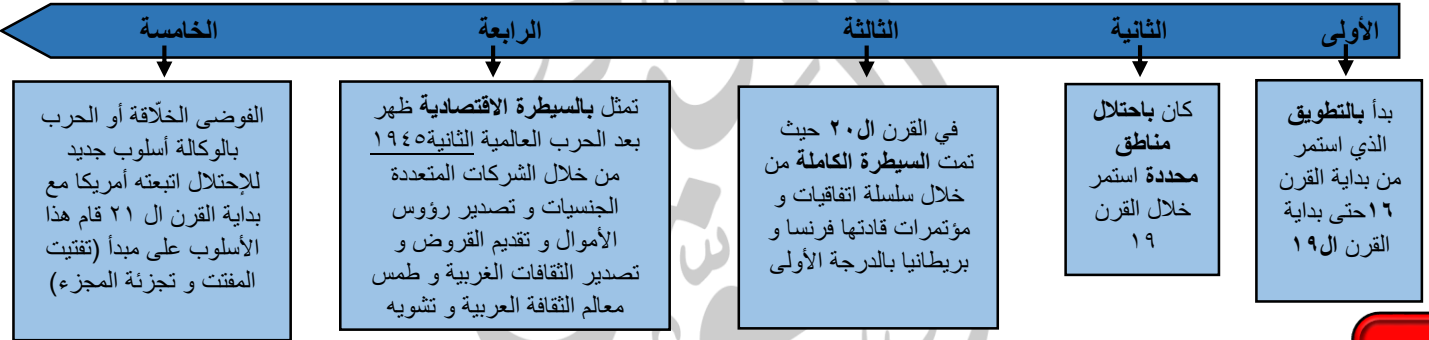 الأولى
الثانية
الثالثة
الرابعة
الخامسة
بدأ بالتطويق
الذي استمر
من بداية القرن
١٦حتى بداية
القرن ال١٩
كان باحتلال
مناطق
محددة استمر
خلال القرن
١٩
في القرن ال٢٠ حيث
تمت السيطرة الكاملة من
خلال سلسلة اتفاقيات و
مؤتمرات قادتها فرنسا و
بريطانيا بالدرجة الأولى
تمثل بالسيطرة الاقتصادية ظهر
بعد الحرب العالمية الثانية١٩٤٥
من خلال الشركات المتعددة
الجنسيات و تصدير رؤوس
الأموال و تقديم القروض و
تصدير الثقافات الغربية و طمس
معالم الثقافة العربية و تشويه
الفوضى الخلّاقة أو الحرب
بالوكالة أسلوب جديد
للإحتلال اتبعته أمريكا مع
بداية القرن ال ٢١ قام هذا
الأسلوب على مبدأ (تفتيت
المفتت و تجزئة المجزء)